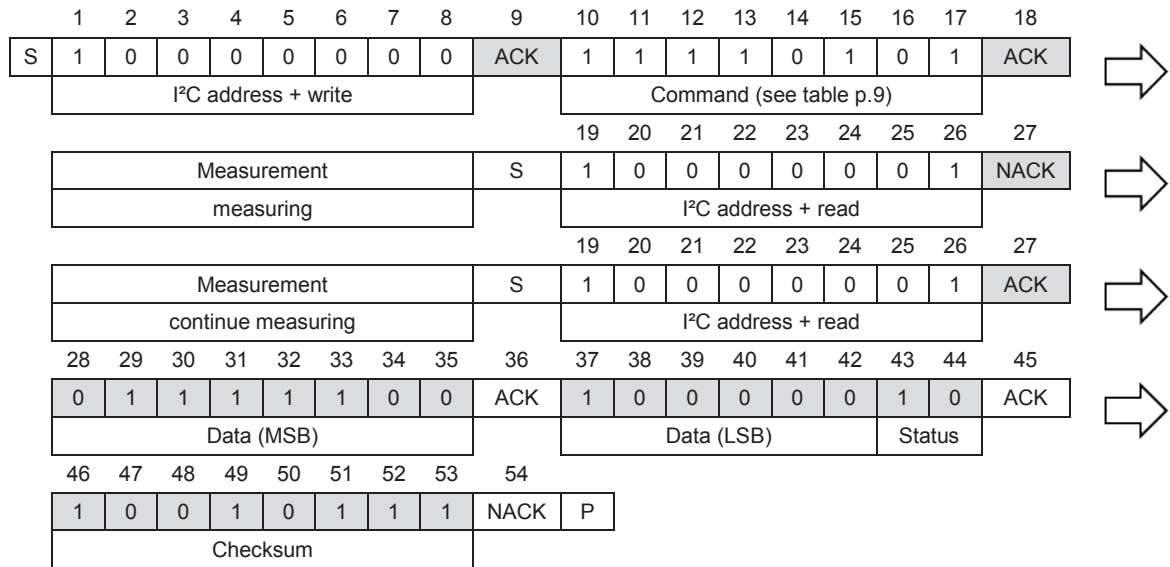 1 2 3 4 5 6 7 8 9 10 11 12 13 14 15 16 17 18
S 1 0 0 0 0 0 0 0 ACK 1 1 1 1 0 1 0 1 ACK
I²C address + write Command (see table p.9)
19 20 21 22 23 24 25 26 27
Measurement S 1 0 0 0 0 0 0 1 NACK
measuring I²C address + read
19 20 21 22 23 24 25 26 27
Measurement S 1 0 0 0 0 0 0 1 ACK
continue measuring I²C address + read
28 29 30 31 32 33 34 35 36 37 38 39 40 41 42 43 44 45
0 1 1 1 1 1 0 0 ACK 1 0 0 0 0 0 1 0 ACK
Data (MSB) Data (LSB) Status
46 47 48 49 50 51 52 53 54
1 0 0 1 0 1 1 1 NACK P
Checksum